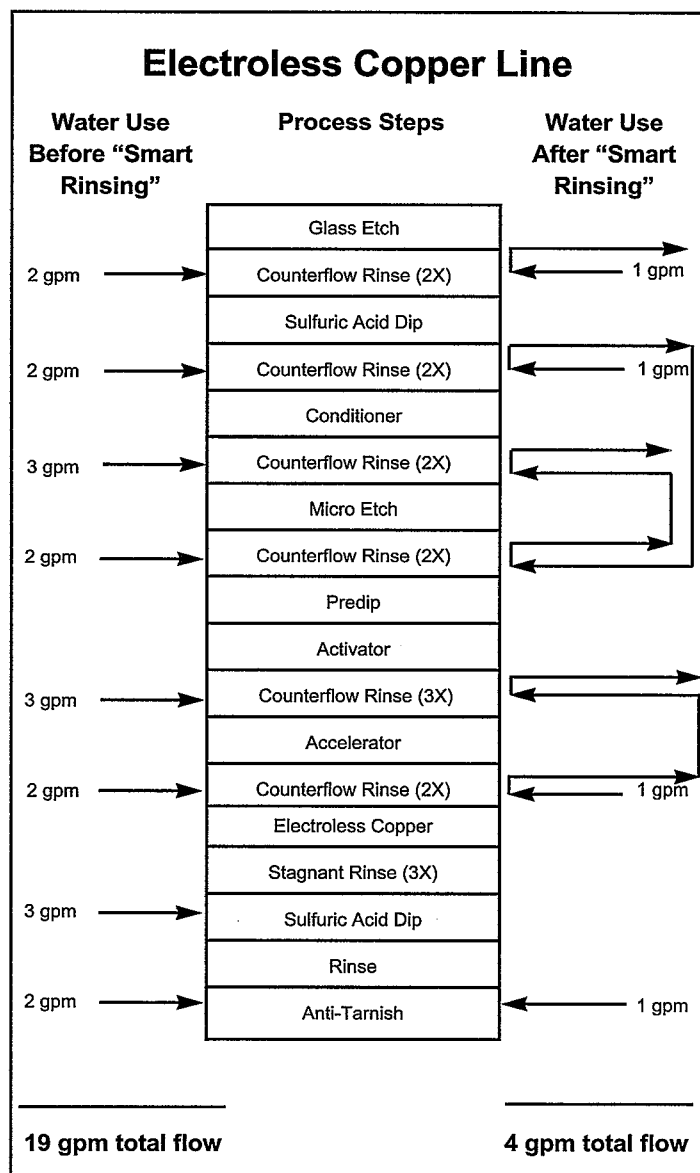 Electroless Copper Line
Water Use
Before “Smart
Rinsing”
Process Steps
Water Use
After “Smart
Rinsing”
Glass Etch
2 gpm
Counterflow Rinse (2X)
1 gpm
Sulfuric Acid Dip
2 gpm
Counterflow Rinse (2X)
1 gpm
Conditioner
3 gpm
Counterflow Rinse (2X)
Micro Etch
2 gpm
Counterflow Rinse (2X)
Predip
Activator
3 gpm
Counterflow Rinse (3X)
Accelerator
2 gpm
Counterflow Rinse (2X)
1 gpm
Electroless Copper
Stagnant Rinse (3X)
3 gpm
Sulfuric Acid Dip
Rinse
2 gpm
Anti-Tarnish
1 gpm
19 gpm total flow
4 gpm total flow